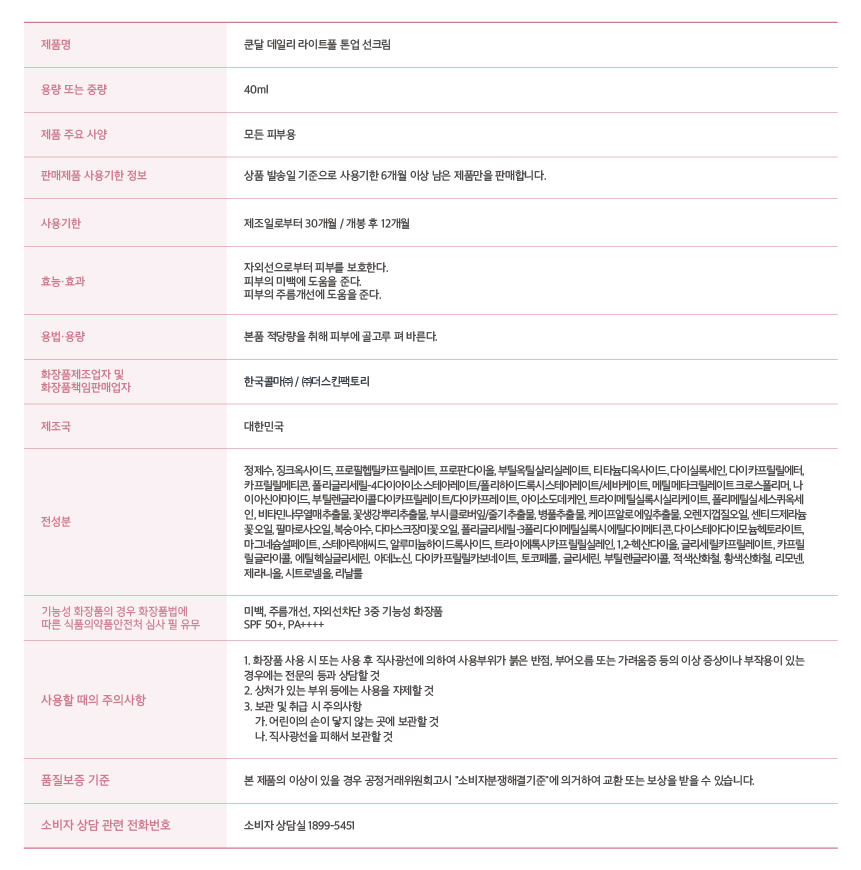 제품명
쿤달 데일리 라이트풀 톤업 선크림
용량 또는 중량
40ml
제품 주요 사양
모든 피부용
판매제품 사용기한 정보
상품 발송일 기준으로 사용기한 6개월 이상 남은 제품만을 판매합니다.
사용기한
제조일로부터 30개월 / 개봉 후 12개월
효능·효과
자외선으로부터 피부를 보호한다.
피부의 미백에 도움을 준다.
피부의 주름개선에 도움을 준다.
용법·용량
본품 적당량을 취해 피부에 골고루 펴 바른다.
화장품제조업자 및
화장품책임판매업자
한국콜마㈜ / ㈜더스킨팩토리
제조국
대한민국
전성분
정제수, 징크옥사이드, 프로필헵틸카프릴레이트, 프로판다이올, 부틸옥틸살리실레이트, 티타늄디옥사이드, 다이실록세인, 다이카프릴릴에터,
카프릴릴메티콘, 폴리글리세릴-4다이아이소스테아레이트/폴리하이드록시스테아레이트/세바케이트, 메틸메타크릴레이트크로스폴리머, 나
이아신아마이드, 부틸렌글라이콜다이카프릴레이트/다이카프레이트, 아이소도데케인, 트라이메틸실록시실리케이트, 폴리메틸실세스퀴옥세
인, 비타민나무열매추출물, 꽃생강뿌리추출물, 부시클로버잎/줄기추출물, 병풀추출물, 케이프알로에잎추출물, 오렌지껍질오일, 센티드제라늄
꽃오일, 팔마로사오일, 복숭아수, 다마스크장미꽃오일, 폴리글리세릴-3폴리다이메틸실록시에틸다이메티콘, 다이스테아다이모늄헥토라이트,
마그네슘설페이트, 스테아릭애씨드, 알루미늄하이드록사이드, 트라이에톡시카프릴릴실레인, 1,2-헥산다이올, 글리세릴카프릴레이트, 카프릴
릴글라이콜, 에틸헥실글리세린, 아데노신, 다이카프릴릴카보네이트, 토코페롤, 글리세린, 부틸렌글라이콜, 적색산화철, 황색산화철, 리모넨,
제라니올, 시트로넬올, 리날룰
기능성 화장품의 경우 화장품법에
따른 식품의약품안전처 심사 필 유무
미백, 주름개선, 자외선차단 3중 기능성 화장품
SPF 50+, PA++++
사용할 때의 주의사항
1. 화장품 사용 시 또는 사용 후 직사광선에 의하여 사용부위가 붉은 반점, 부어오름 또는 가려움증 등의 이상 증상이나 부작용이 있는
경우에는 전문의 등과 상담할 것
2. 상처가 있는 부위 등에는 사용을 자제할 것
3. 보관 및 취급 시 주의사항
가. 어린이의 손이 닿지 않는 곳에 보관할 것
나. 직사광선을 피해서 보관할 것
품질보증 기준
본 제품의 이상이 있을 경우 공정거래위원회고시 "소비자분쟁해결기준"에 의거하여 교환 또는 보상을 받을 수 있습니다.
소비자 상담 관련 전화번호
소비자 상담실 1899-5451